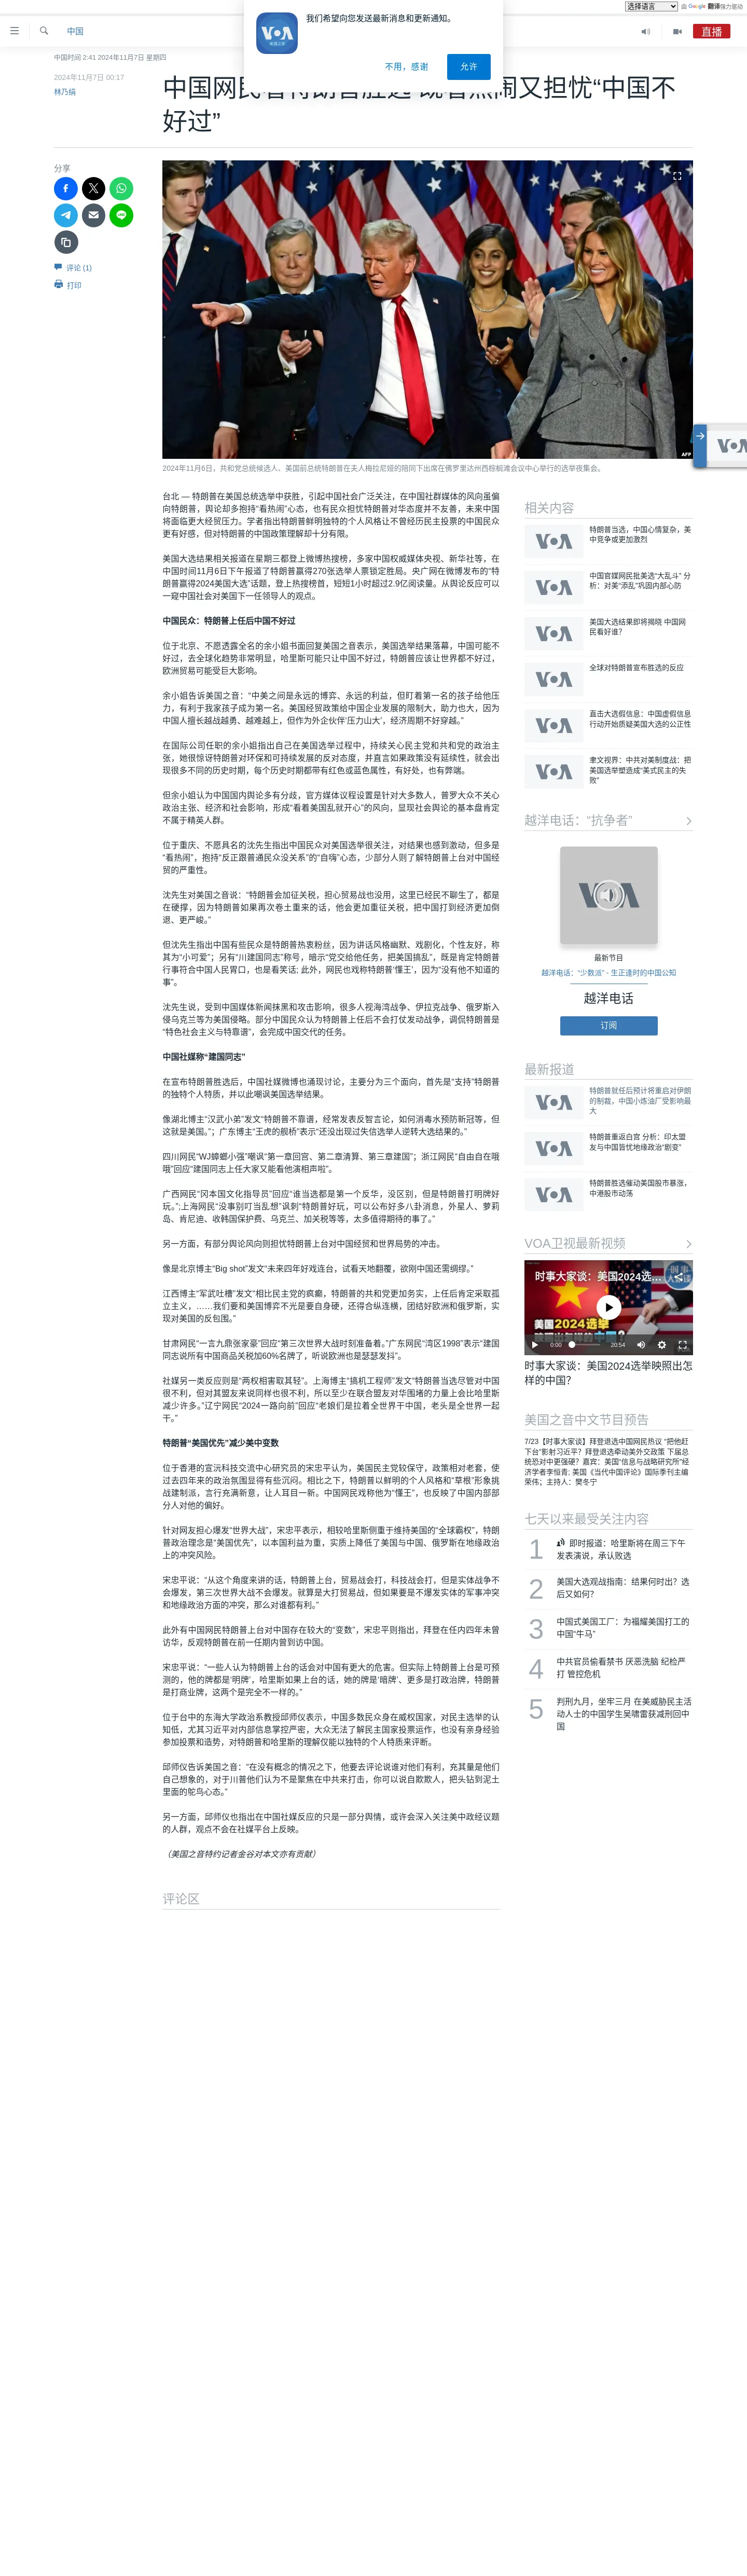 选择语言
由 Google 翻译强力驱动
VOA
美国之音
我们希望向您发送最新消息和更新通知。
不用，感谢
允许
中国
直播
中国时间 2:41 2024年11月7日 星期四
2024年11月7日 00:17
林乃绢
好过”
分享
评论 (1)
打印
AFP
2024年11月6日，共和党总统候选人、美国前总统特朗普在夫人梅拉尼娅的陪同下出席在佛罗里达州西棕榈滩会议中心举行的选举夜集会。
台北 — 特朗普在美国总统选举中获胜，引起中国社会广泛关注，在中国社群媒体的风向虽偏
向特朗普，舆论却多抱持“看热闹”心态，也有民众担忧特朗普对华态度并不友善，未来中国
将面临更大经贸压力。学者指出特朗普鲜明独特的个人风格让不曾经历民主投票的中国民众
更有好感，但对特朗普的中国政策理解却十分有限。
美国大选结果相关报道在星期三都登上微博热搜榜，多家中国权威媒体央视、新华社等，在
中国时间11月6日下午报道了特朗普赢得270张选举人票锁定胜局。央广网在微博发布的“特
朗普赢得2024美国大选”话题，登上热搜榜首，短短1小时超过2.9亿阅读量。从舆论反应可以
一窥中国社会对美国下一任领导人的观点。
中国民众：特朗普上任后中国不好过
位于北京、不愿透露全名的余小姐书面回复美国之音表示，美国选举结果落幕，中国可能不
好过，去全球化趋势非常明显，哈里斯可能只让中国不好过，特朗普应该让世界都不好过，
欧洲贸易可能受巨大影响。
余小姐告诉美国之音：“中美之间是永远的博弈、永远的利益，但盯着第一名的孩子给他压
力，有利于我家孩子成为第一名。美国经贸政策给中国企业发展的限制大，助力也大，因为
中国人擅长越战越勇、越难越上，但作为外企伙伴‘压力山大’，经济周期不好穿越。”
在国际公司任职的余小姐指出自己在美国选举过程中，持续关心民主党和共和党的政治主
张，她很惊讶特朗普对环保和可持续发展的反对态度，并直言如果政策没有延续性，就会出
现很多不同的历史时期，每个历史时期都带有红色或蓝色属性，有好处，也有弊端。
但余小姐认为中国国内舆论多有分歧，官方媒体议程设置是针对大多数人，普罗大众不关心
政治主张、经济和社会影响，形成“看着美国乱就开心”的风向，显现社会舆论的基本盘肯定
不属于精英人群。
位于重庆、不愿具名的沈先生指出中国民众对美国选举很关注，对结果也感到激动，但多是
“看热闹”，抱持“反正跟普通民众没关系”的“自嗨”心态，少部分人则了解特朗普上台对中国经
贸的严重性。
沈先生对美国之音说：“特朗普会加征关税，担心贸易战也没用，这里已经民不聊生了，都是
在硬撑，因为特朗普如果再次卷土重来的话，他会更加重征关税，把中国打到经济更加倒
退、更严峻。”
但沈先生指出中国有些民众是特朗普热衷粉丝，因为讲话风格幽默、戏剧化，个性友好，称
其为“小可爱”；另有“川建国同志”称号，暗示“党交给他任务，把美国搞乱”，既是肯定特朗普
行事符合中国人民胃口，也是看笑话; 此外，网民也戏称特朗普‘懂王’，因为“没有他不知道的
事”。
沈先生说，受到中国媒体新闻抹黑和攻击影响，很多人视海湾战争、伊拉克战争、俄罗斯入
侵乌克兰等为美国侵略。部分中国民众认为特朗普上任后不会打仗发动战争，调侃特朗普是
“特色社会主义与特靠谱”，会完成中国交代的任务。
中国社媒称“建国同志”
在宣布特朗普胜选后，中国社媒微博也涌现讨论，主要分为三个面向，首先是“支持”特朗普
的独特个人特质，并以此嘲讽美国选举结果。
像湖北博主“汉武小弟”发文“特朗普不靠谱，经常发表反智言论，如何消毒水预防新冠等，但
这就是美国。”；广东博主“王虎的舰桥”表示“还没出现过失信选举人逆转大选结果的。”
四川网民“WJ蟑螂小强”嘲讽“第一章回宫、第二章清算、第三章建国”；浙江网民“自由自在哦
哦”回应“建国同志上任大家又能看他演相声啦”。
广西网民“冈本国文化指导员”回应“谁当选都是第一个反华，没区别，但是特朗普打明牌好
玩。”;上海网民“没事别叮当乱想”讽刺“特朗普好玩，可以公布好多八卦消息，外星人、萝莉
岛、肯尼迪、收韩国保护费、乌克兰、加关税等等，太多值得期待的事了。”
另一方面，有部分舆论风向则担忧特朗普上台对中国经贸和世界局势的冲击。
像是北京博主“Big shot”发文“未来四年好戏连台，试看天地翻覆，欲刚中国还需绸缪。”
江西博主“军武吐槽”发文“相比民主党的疯癫，特朗普的共和党更加务实，上任后肯定采取孤
立主义，……我们要和美国博弈不光是要自身硬，还得合纵连横，团结好欧洲和俄罗斯，实
现对美国的反包围。”
甘肃网民“一言九鼎张家豪”回应“第三次世界大战时刻准备着。”广东网民“湾区1998”表示“建国
同志说所有中国商品关税加60%名牌了，听说欧洲也是瑟瑟发抖”。
社媒另一类反应则是“两权相害取其轻”。上海博主“搞机工程师”发文“特朗普当选尽管对中国
很不利，但对其盟友来说同样也很不利，所以至少在联合盟友对华围堵的力量上会比哈里斯
减少许多。”辽宁网民“2024一路向前”回应“老娘们是拉着全世界干中国，老头是全世界一起
干。”
特朗普“美国优先”减少美中变数
位于香港的宣沅科技交流中心研究员的宋忠平认为，美国民主党较保守，政策相对老套，使
过去四年来的政治氛围显得有些沉闷。相比之下，特朗普以鲜明的个人风格和“草根”形象挑
战建制派，言行充满新意，让人耳目一新。中国网民戏称他为“懂王”，也反映了中国内部部
分人对他的偏好。
针对网友担心爆发“世界大战”，宋忠平表示，相较哈里斯侧重于维持美国的“全球霸权”，特朗
普政治理念是“美国优先”，以本国利益为重，实质上降低了美国与中国、俄罗斯在地缘政治
上的冲突风险。
宋忠平说：“从这个角度来讲的话，特朗普上台，贸易战会打，科技战会打，但是实体战争不
会爆发，第三次世界大战不会爆发。就算是大打贸易战，但如果要是不爆发实体的军事冲突
和地缘政治方面的冲突，那么对谁都有利。”
此外有中国网民特朗普上台对中国存在较大的“变数”，宋忠平则指出，拜登在任内四年未曾
访华，反观特朗普在前一任期内曾到访中国。
宋忠平说：“一些人认为特朗普上台的话会对中国有更大的危害。但实际上特朗普上台是可预
测的，他的牌都是‘明牌’，哈里斯如果上台的话，她的牌是‘暗牌’、更多是打政治牌，特朗普
是打商业牌，这两个是完全不一样的。”
位于台中的东海大学政治系教授邱师仪表示，中国多数民众身在威权国家，对民主选举的认
知低，尤其习近平对内部信息掌控严密，大众无法了解民主国家投票运作，也没有亲身经验
参加投票和造势，对特朗普和哈里斯的理解仅能以独特的个人特质来评断。
邱师仪告诉美国之音：“在没有概念的情况之下，他要去评论说谁对他们有利，充其量是他们
自己想象的，对于川普他们认为不是聚焦在中共来打击，你可以说自欺欺人，把头钻到泥土
里面的鸵鸟心态。”
另一方面，邱师仪也指出在中国社媒反应的只是一部分舆情，或许会深入关注美中政经议题
的人群，观点不会在社媒平台上反映。
（美国之音特约记者金谷对本文亦有贡献）
评论区
相关内容
特朗普当选，中国心情复杂，美
中竞争或更加激烈
中国官媒网民批美选“大乱斗” 分
析：对美“添乱”巩固内部心防
美国大选结果即将揭晓 中国网
民看好谁？
全球对特朗普宣布胜选的反应
直击大选假信息：中国虚假信息
行动开始质疑美国大选的公正性
聿文视界：中共对美制度战：把
美国选举塑造成“美式民主的失
败”
越洋电话：“抗争者”
最新节目
越洋电话：“少数派” - 生正逢时的中国公知
越洋电话
订阅
最新报道
特朗普就任后预计将重启对伊朗
的制裁，中国小炼油厂受影响最
大
特朗普重返白宫 分析：印太盟
友与中国皆忧地缘政治“剧变”
特朗普胜选催动美国股市暴涨，
中港股市动荡
VOA卫视最新视频
时事大家谈：美国2024选...
美国2024选举
0:00
20:54
时事大家谈：美国2024选举映照出怎
样的中国？
美国之音中文节目预告
7/23【时事大家谈】拜登退选中国网民热议 “把他赶
下台”影射习近平？拜登退选牵动美外交政策 下届总
统恐对中更强硬？嘉宾：美国“信息与战略研究所”经
济学者李恒青; 美国《当代中国评论》国际季刊主编
荣伟；主持人：樊冬宁
七天以来最受关注内容
1
即时报道：哈里斯将在周三下午
发表演说，承认败选
2
美国大选观战指南：结果何时出？选
后又如何？
3
中国式美国工厂：为福耀美国打工的
中国“牛马”
4
中共官员偷看禁书 厌恶洗脑 纪检严
打 管控危机
5
判刑九月，坐牢三月 在美威胁民主活
动人士的中国学生吴啸雷获减刑回中
国